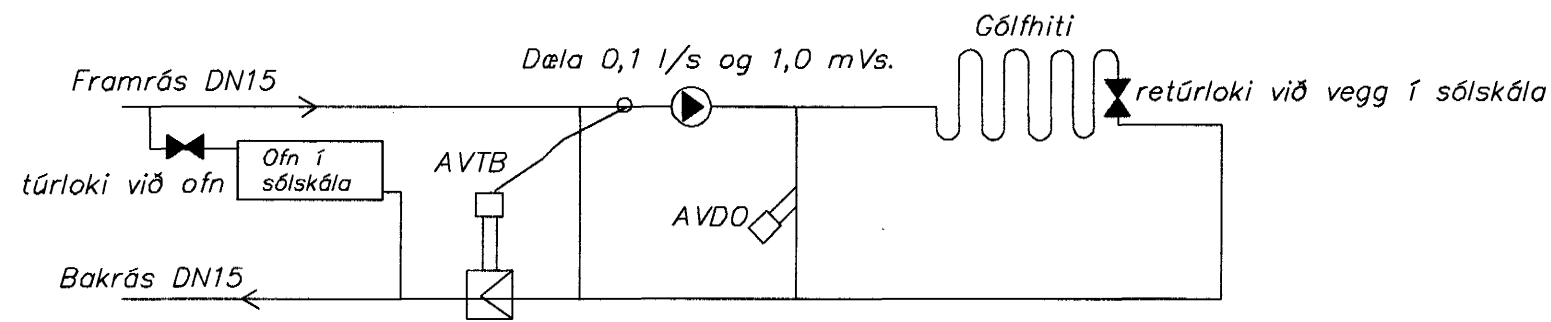 Gólfhiti
Dæla 0,1 l/s og 1,0 mVs.
Framrás DN15
retúrloki við vegg í sólskála
AVTB
Ofn í
sólskála
túrloki við ofn
AVDO
Bakrás DN15